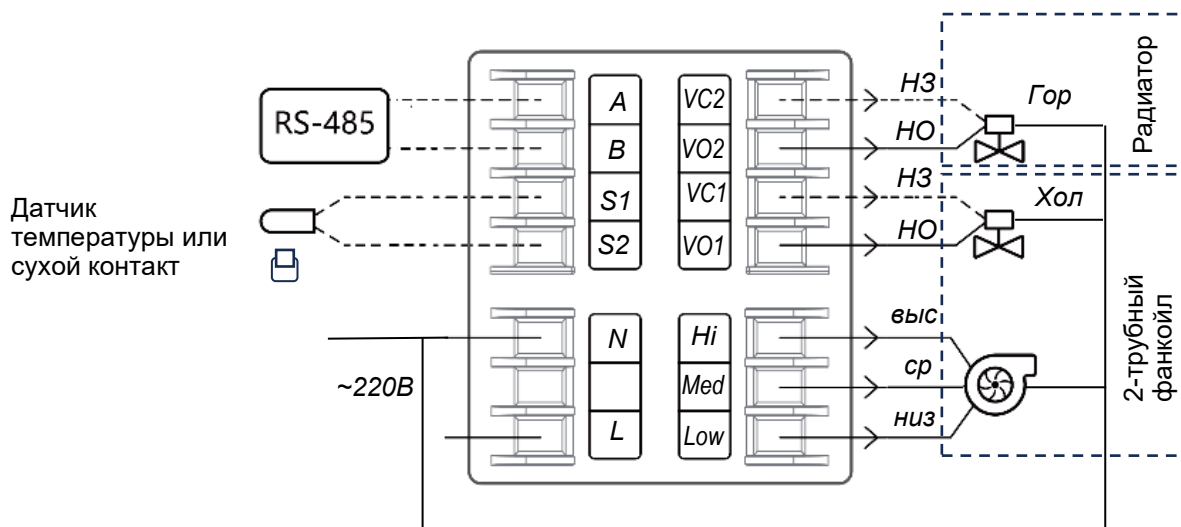 RS-485
Датчик
температуры или
сухой контакт
~220В
A
B
S1
S2
N
L
VC2
VO2
VC1
VO1
Hi
Med
Low
НЗ
НО
НЗ
НО
выс
ср
низ
Гор
Хол
Радиатор
2-трубный
фанкойл